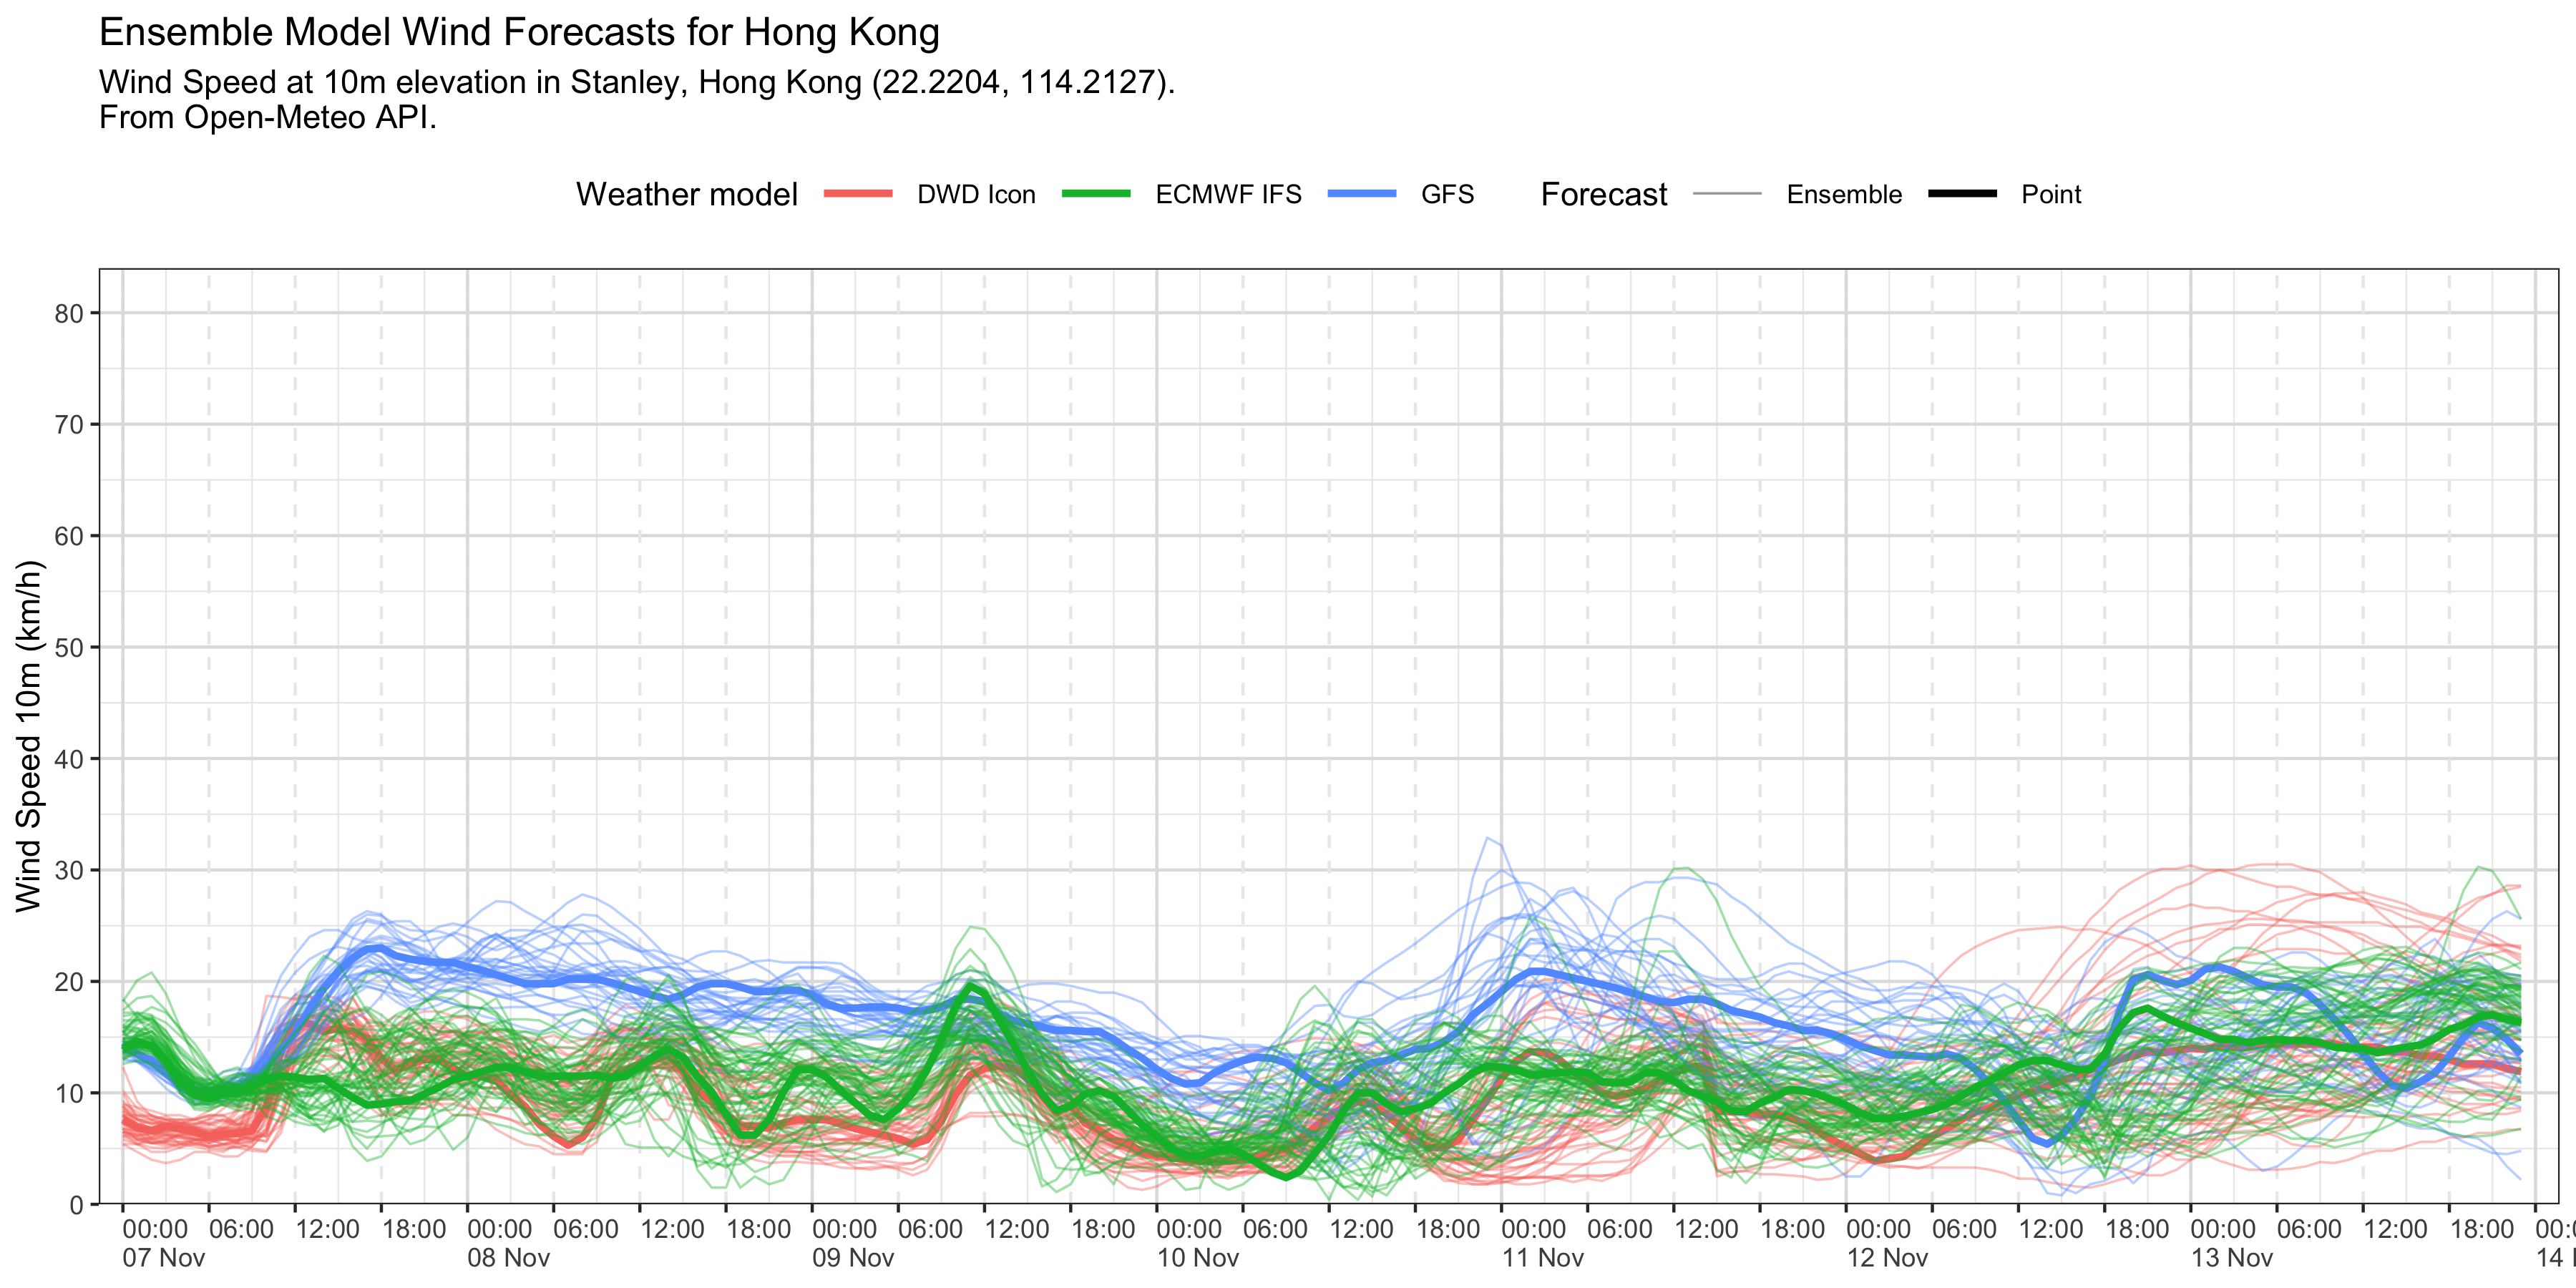 Ensemble Model Wind Forecasts for Hong Kong
Wind Speed at 10m elevation in Stanley, Hong Kong (22.2204, 114.2127).
From Open-Meteo API.
Weather model DWD Icon ECMWF IFS GFS Forecast Ensemble Point
Wind Speed 10m (km/h)
80
70
60
50
40
30
20
10
0
00:00 06:00 12:00 18:00 00:00 06:00 12:00 18:00 00:00 06:00 12:00 18:00 00:00 06:00 12:00 18:00 00:00 06:00 12:00 18:00 00:00 06:00 12:00 18:00 00:00 06:00 12:00 18:00 00:0
07 Nov 08 Nov 09 Nov 10 Nov 11 Nov 12 Nov 13 Nov 14